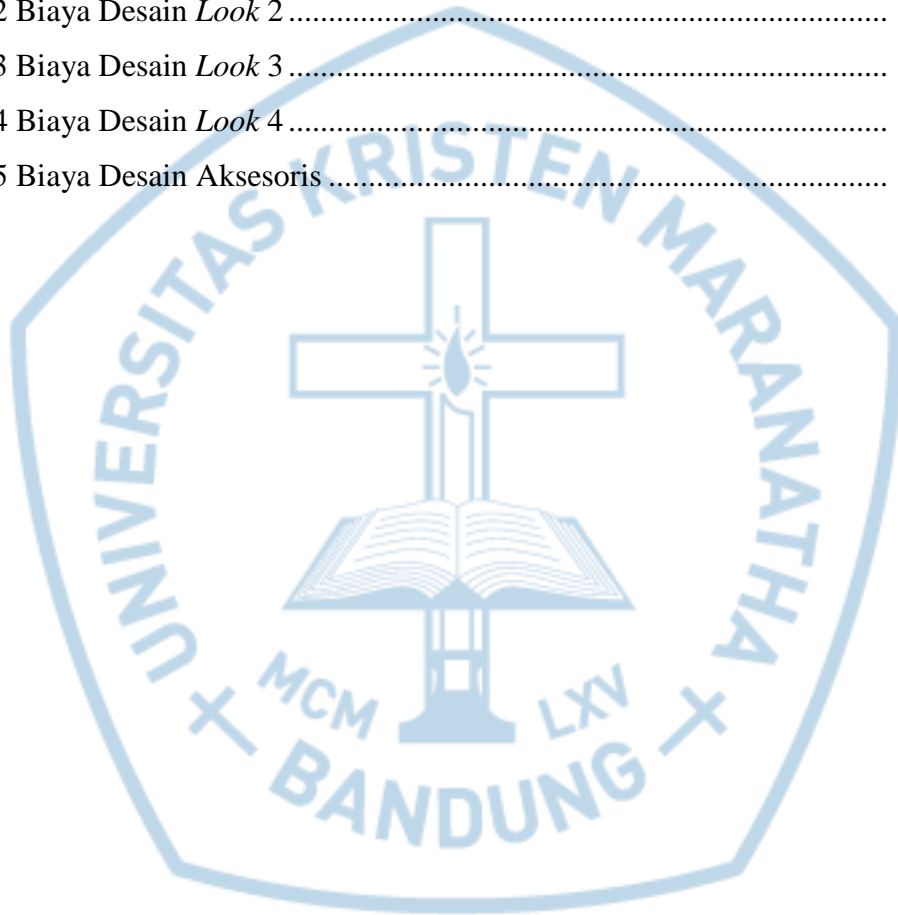 2 Biaya Desain Look 2 ...........................................................................
3 Biaya Desain Look 3 ...........................................................................
4 Biaya Desain Look 4 ...........................................................................
5 Biaya Desain Aksesoris ......................................................................
UNIVERSITAS KRISTEN MARANATHA
MCM LXV
BANDUNG